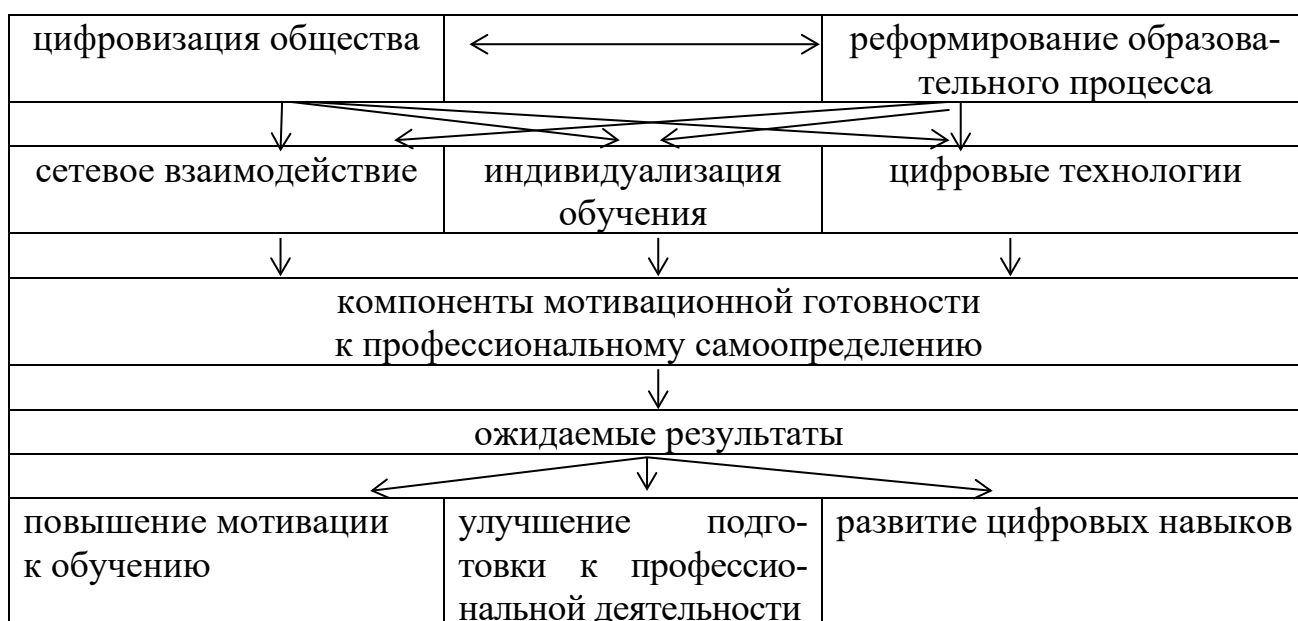 цифровизация общества
реформирование образова-
тельного процесса
сетевое взаимодействие
индивидуализация
обучения
цифровые технологии
компоненты мотивационной готовности
к профессиональному самоопределению
ожидаемые результаты
повышение мотивации
к обучению
улучшение подго-
товки к профессио-
нальной деятельности
развитие цифровых навыков